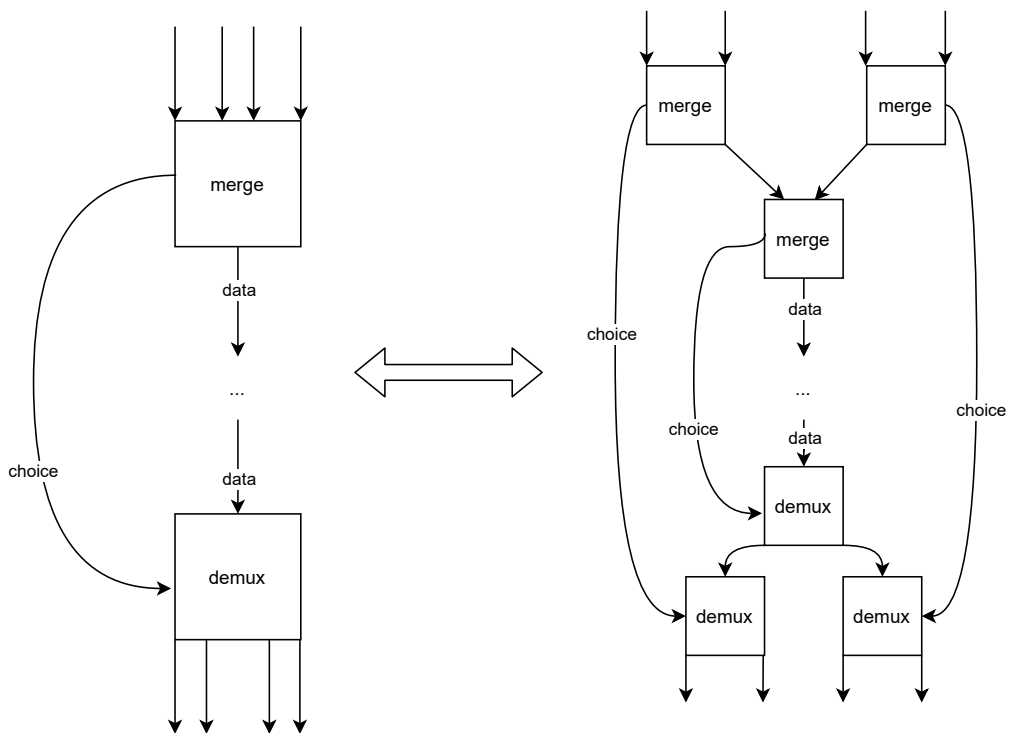 merge
data
...
data
choice
demux
merge
merge
merge
data
choice
...
choice
choice
data
demux
demux
demux